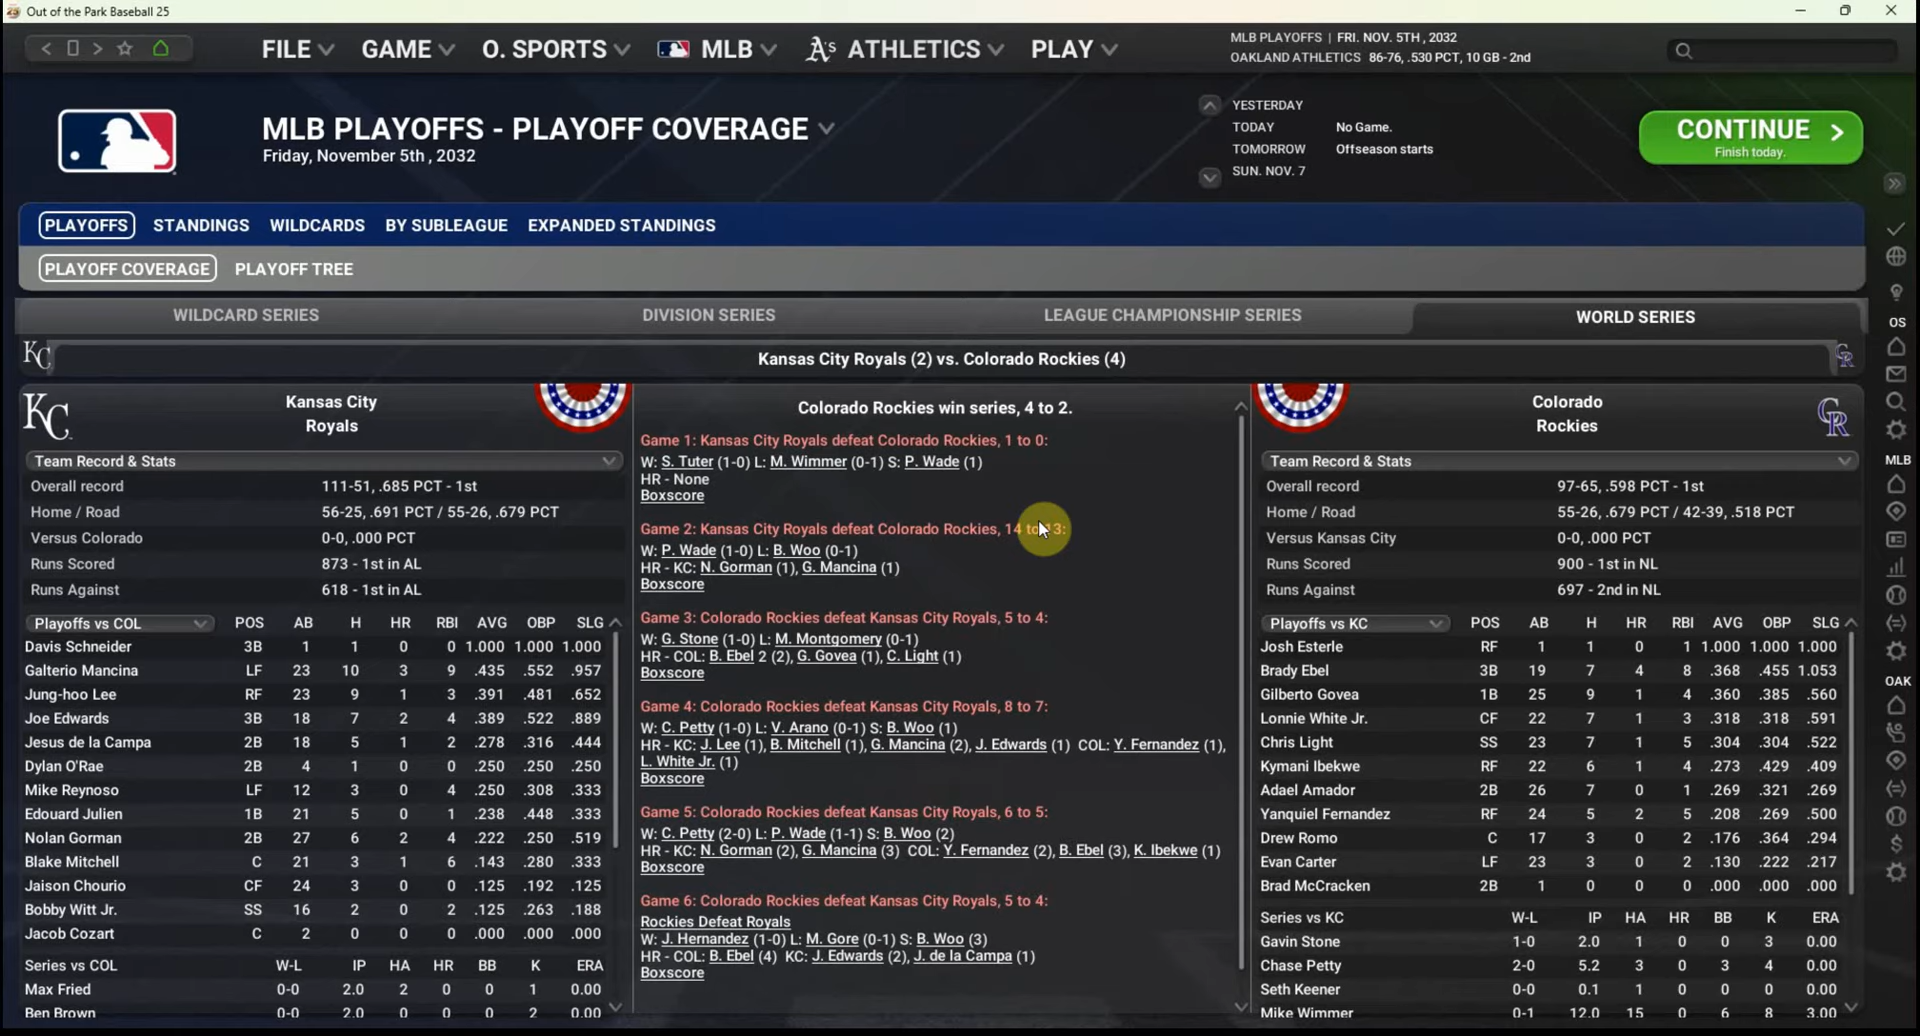 Out of the Park Baseball 25
FILE GAME O. SPORTS MLB A's ATHLETICS PLAY
MLB PLAYOFFS | FRI. NOV. 5TH , 2032
OAKLAND ATHLETICS 86-76, .530 PCT, 10 GB - 2nd
MLB PLAYOFFS - PLAYOFF COVERAGE
Friday, November 5th , 2032
YESTERDAY
TODAY No Game.
TOMORROW Offseason starts
SUN. NOV. 7
CONTINUE
Finish today.
PLAYOFFS STANDINGS WILDCARDS BY SUBLEAGUE EXPANDED STANDINGS
PLAYOFF COVERAGE PLAYOFF TREE
WILDCARD SERIES DIVISION SERIES LEAGUE CHAMPIONSHIP SERIES WORLD SERIES
KC Kansas City Royals (2) vs. Colorado Rockies (4) CR
KC
Kansas City
Royals
Team Record & Stats
Overall record 111-51, .685 PCT - 1st
Home / Road 56-25, .691 PCT / 55-26, .679 PCT
Versus Colorado 0-0, .000 PCT
Runs Scored 873 - 1st in AL
Runs Against 618 - 1st in AL
Playoffs vs COL POS AB H HR RBI AVG OBP SLG
Davis Schneider 3B 1 1 0 0 1.000 1.000 1.000
Galterio Mancina LF 23 10 3 9 .435 .552 .957
Jung-hoo Lee RF 23 9 1 3 .391 .481 .652
Joe Edwards 3B 18 7 2 4 .389 .522 .889
Jesus de la Campa 2B 18 5 1 2 .278 .316 .444
Dylan O'Rae 2B 4 1 0 0 .250 .250 .250
Mike Reynoso LF 12 3 0 4 .250 .308 .333
Edouard Julien 1B 21 5 0 1 .238 .448 .333
Nolan Gorman 2B 27 6 2 4 .222 .250 .519
Blake Mitchell C 21 3 1 6 .143 .280 .333
Jaison Chourio CF 24 3 0 0 .125 .192 .125
Bobby Witt Jr. SS 16 2 0 2 .125 .263 .188
Jacob Cozart C 2 0 0 0 .000 .000 .000
Series vs COL W-L IP HA HR BB K ERA
Max Fried 0-0 2.0 2 0 0 1 0.00
Ben Brown 0-0 2.0 0 0 0 2 0.00
Colorado Rockies win series, 4 to 2.
Game 1: Kansas City Royals defeat Colorado Rockies, 1 to 0:
W: S. Tuter (1-0) L: M. Wimmer (0-1) S: P. Wade (1)
HR - None
Boxscore
Game 2: Kansas City Royals defeat Colorado Rockies, 14 to 3:
W: P. Wade (1-0) L: B. Woo (0-1)
HR - KC: N. Gorman (1), G. Mancina (1)
Boxscore
Game 3: Colorado Rockies defeat Kansas City Royals, 5 to 4:
W: G. Stone (1-0) L: M. Montgomery (0-1)
HR - COL: B. Ebel 2 (2), G. Govea (1), C. Light (1)
Boxscore
Game 4: Colorado Rockies defeat Kansas City Royals, 8 to 7:
W: C. Petty (1-0) L: V. Arano (0-1) S: B. Woo (1)
HR - KC: J. Lee (1), B. Mitchell (1), G. Mancina (2), J. Edwards (1) COL: Y. Fernandez (1),
L. White Jr. (1)
Boxscore
Game 5: Colorado Rockies defeat Kansas City Royals, 6 to 5:
W: C. Petty (2-0) L: P. Wade (1-1) S: B. Woo (2)
HR - KC: N. Gorman (2), G. Mancina (3) COL: Y. Fernandez (2), B. Ebel (3), K. Ibekwe (1)
Boxscore
Game 6: Colorado Rockies defeat Kansas City Royals, 5 to 4:
Rockies Defeat Royals
W: J. Hernandez (1-0) L: M. Gore (0-1) S: B. Woo (3)
HR - COL: B. Ebel (4) KC: J. Edwards (2), J. de la Campa (1)
Boxscore
Colorado
Rockies
CR
Team Record & Stats
Overall record 97-65, .598 PCT - 1st
Home / Road 55-26, .679 PCT / 42-39, .518 PCT
Versus Kansas City 0-0, .000 PCT
Runs Scored 900 - 1st in NL
Runs Against 697 - 2nd in NL
Playoffs vs KC POS AB H HR RBI AVG OBP SLG
Josh Esterle RF 1 1 0 1 1.000 1.000 1.000
Brady Ebel 3B 19 7 4 8 .368 .455 1.053
Gilberto Govea 1B 25 9 1 4 .360 .385 .560
Lonnie White Jr. CF 22 7 1 3 .318 .318 .591
Chris Light SS 23 7 1 5 .304 .304 .522
Kymani Ibekwe RF 22 6 1 4 .273 .429 .409
Adael Amador 2B 26 7 0 1 .269 .321 .269
Yanquiel Fernandez RF 24 5 2 5 .208 .269 .500
Drew Romo C 17 3 0 2 .176 .364 .294
Evan Carter LF 23 3 0 2 .130 .222 .217
Brad McCracken 2B 1 0 0 0 .000 .000 .000
Series vs KC W-L IP HA HR BB K ERA
Gavin Stone 1-0 2.0 1 0 0 3 0.00
Chase Petty 2-0 5.2 3 0 3 4 0.00
Seth Keener 0-0 0.1 1 0 0 0 0.00
Mike Wimmer 0-1 12.0 15 0 6 8 3.00
OS
MLB
OAK